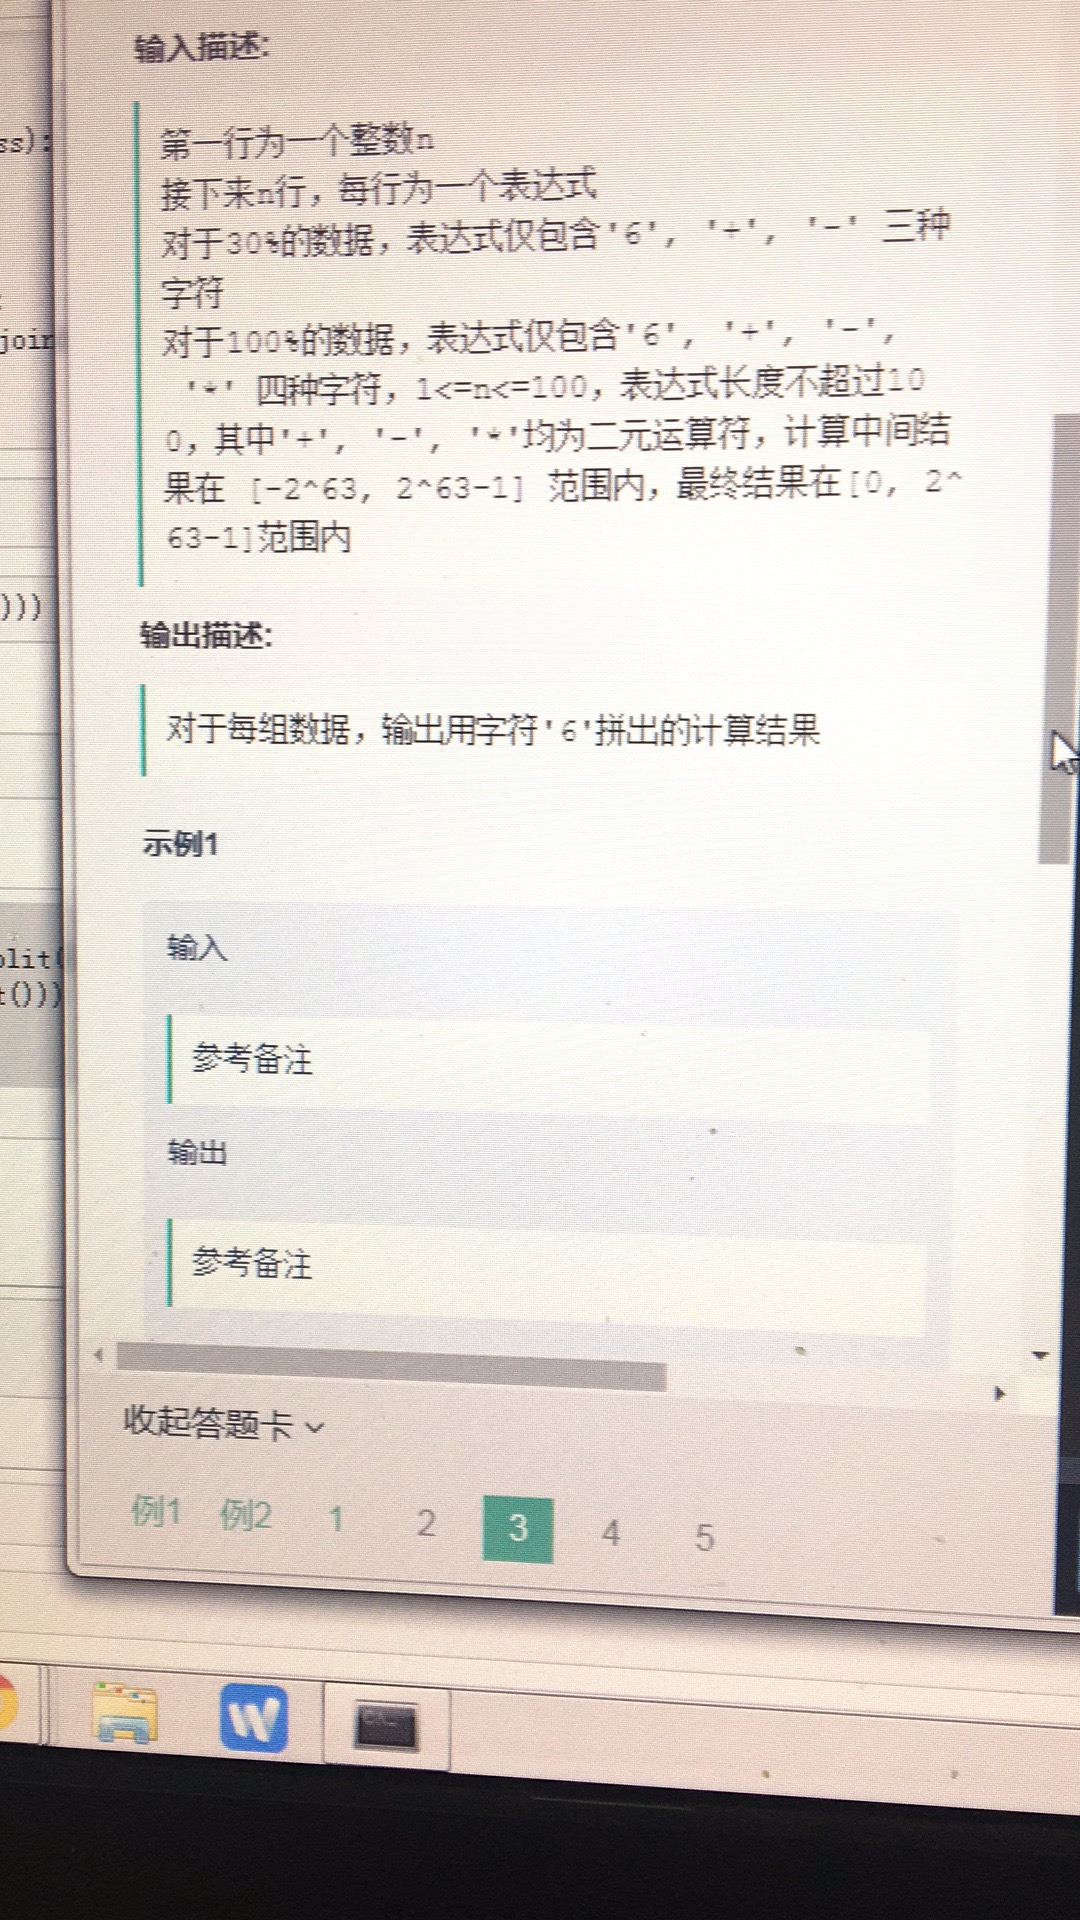 输入描述:
ss):
第一行为一个整数n
接下来n行，每行为一个表达式
对于30%的数据，表达式仅包含'6', '+', '-' 三种
字符
join
对于100%的数据，表达式仅包含'6', '+', '-',
'*' 四种字符，1<=n<=100，表达式长度不超过10
0，其中'+', '-', '*'均为二元运算符，计算中间结
果在 [-2^63, 2^63-1] 范围内，最终结果在[0, 2^
63-1]范围内
)))
输出描述:
对于每组数据，输出用字符'6'拼出的计算结果
示例1
输入
plit(
t()))
参考备注
输出
参考备注
收起答题卡
例1 例2 1 2 3 4 5
W